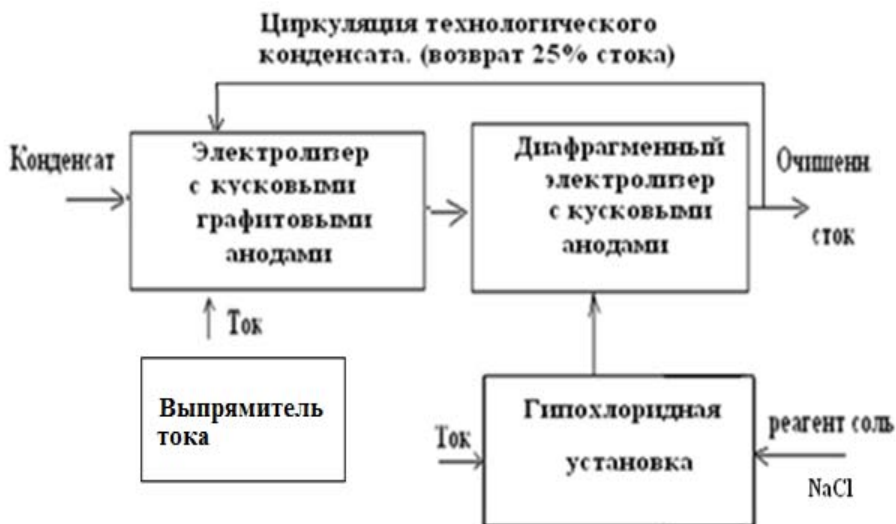 Циркуляция технологического
конденсата. (возврат 25% стока)
Конденсат
Электролизер
с кусковыми
графитовыми
анодами
Диафрагменный
электролизер
с кусковыми
анодами
Очишенн
сток
Ток
Выпрямитель
тока
Ток
Гипохлоридная
установка
реагент соль
NaCl